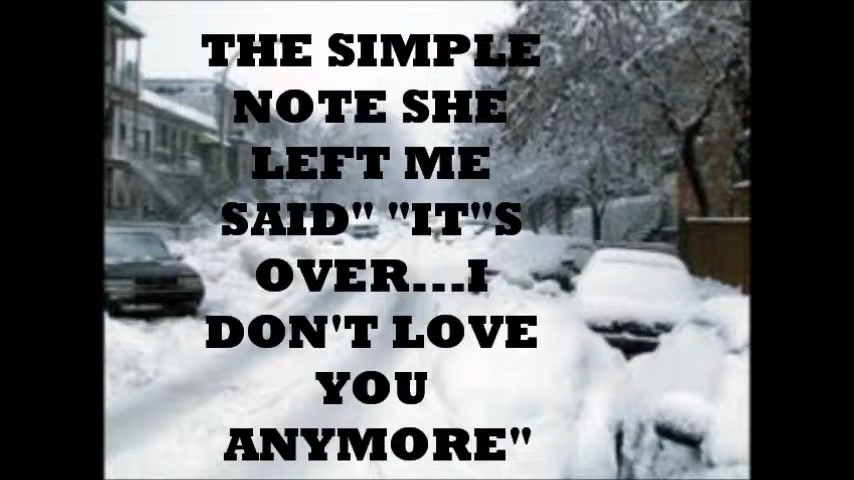 THE SIMPLE
NOTE SHE
LEFT ME
SAID" "IT"S
OVER...I
DON'T LOVE
YOU
ANYMORE"